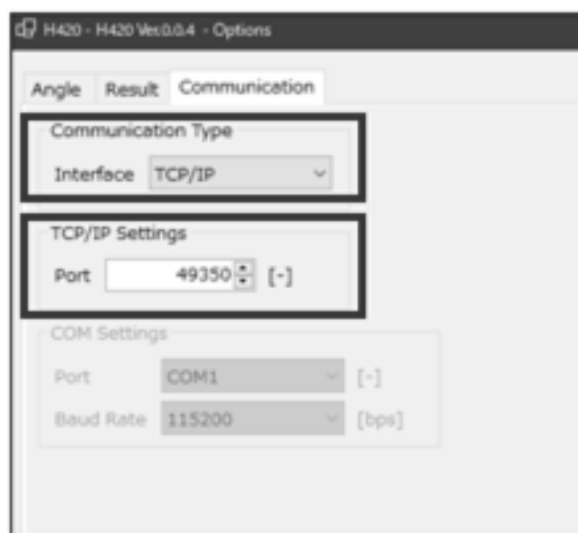 H420 - H420 Ver.0.0.4 - Options
Angle Result Communication
Communication Type
Interface TCP/IP
TCP/IP Settings
Port 49350 [-]
COM Settings
Port COM1 [-]
Baud Rate 115200 [bps]